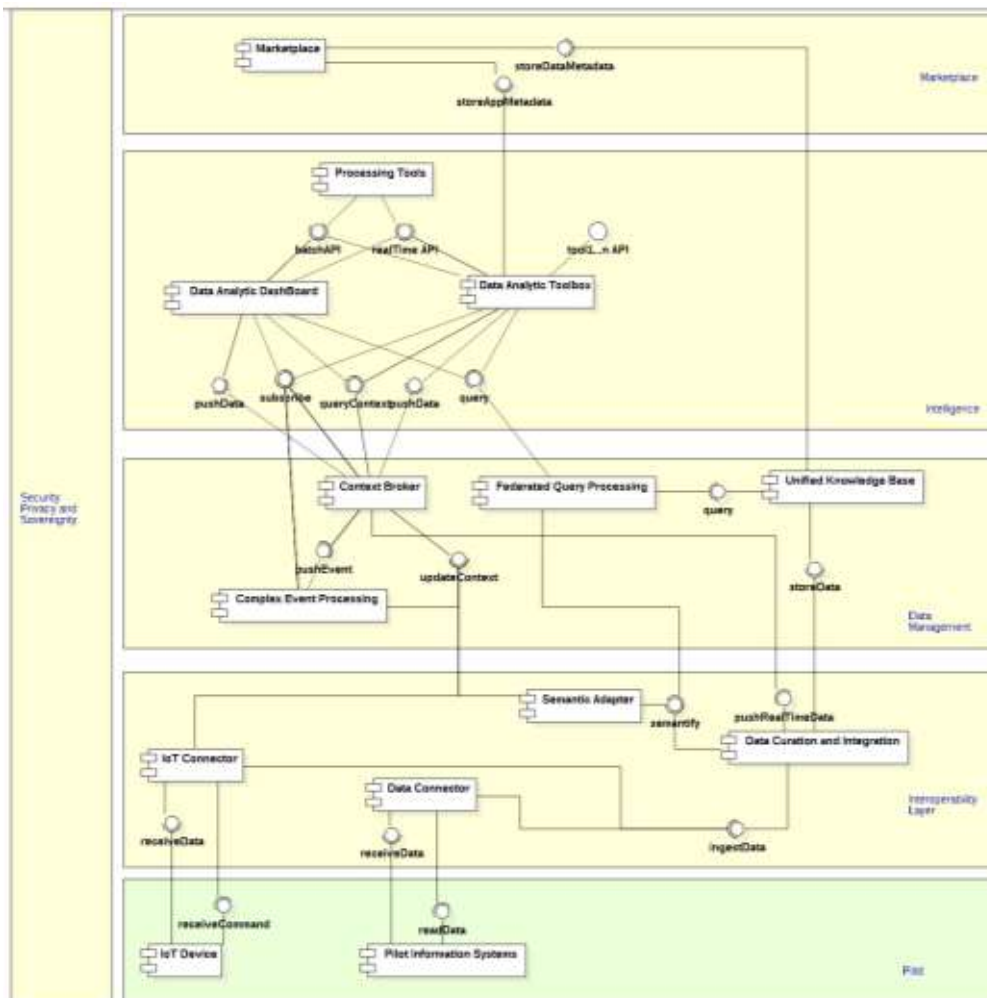 Marketplace
storeDataMetadata
Marketplace
storeAppMetadata
Processing Tools
batchAPI
realTime API
tool1...n API
Data Analytic DashBoard
Data Analytic Toolbox
pushData
subscribe
queryContext
pushData
query
Intelligence
Security
Privacy and
Sovereignty
Context Broker
Federated Query Processing
Unified Knowledge Base
query
pushEvent
updateContext
storeData
Complex Event Processing
Data
Management
Semantic Adapter
semantify
pushRealTimeData
Data Curation and Integration
IoT Connector
Data Connector
Interoperability
Layer
receiveData
receiveData
ingestData
receiveCommand
readData
IoT Device
Pilot Information Systems
Pilot